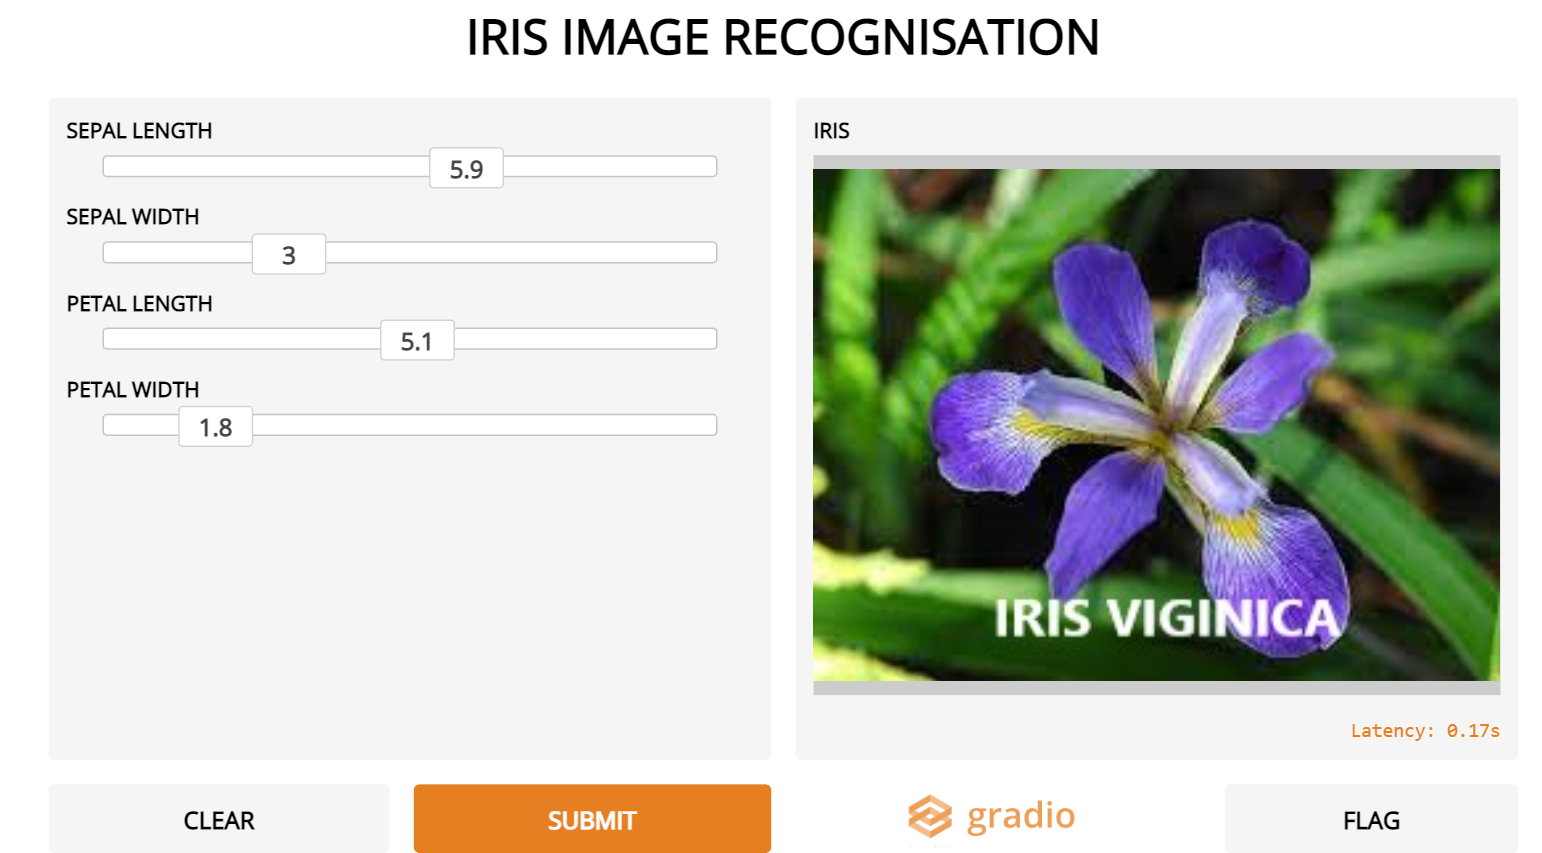 IRIS IMAGE RECOGNISATION
SEPAL LENGTH
5.9
SEPAL WIDTH
3
PETAL LENGTH
5.1
PETAL WIDTH
1.8
IRIS
IRIS VIGINICA
Latency: 0.17s
CLEAR
SUBMIT
gradio
FLAG